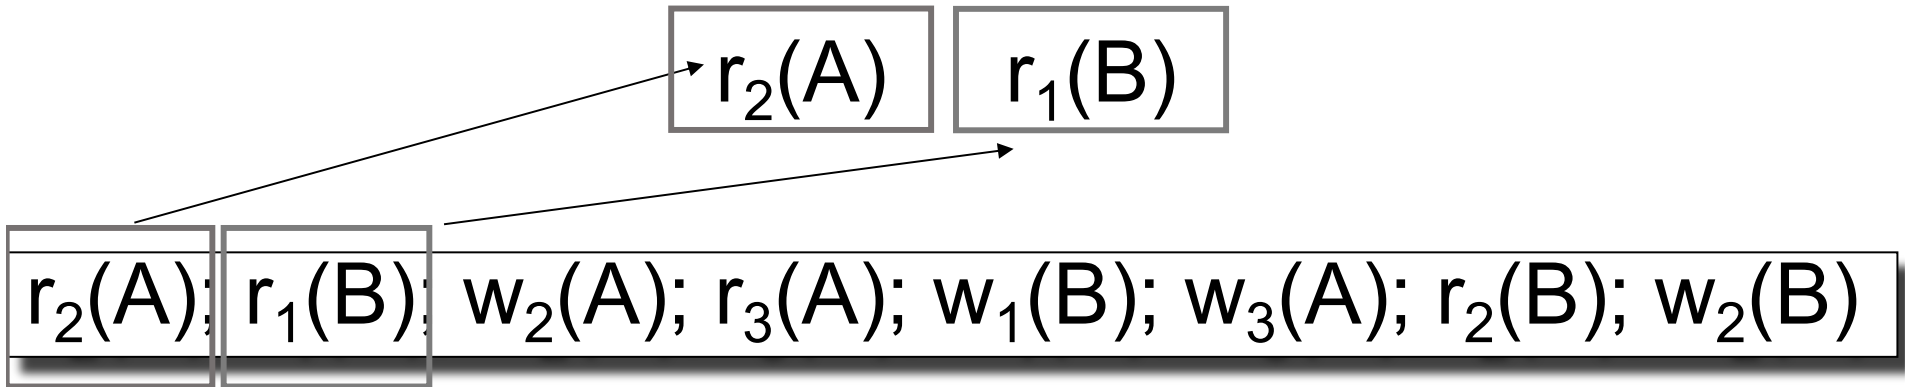 r₂(A) r₁(B)
r₂(A); r₁(B); w₂(A); r₃(A); w₁(B); w₃(A); r₂(B); w₂(B)